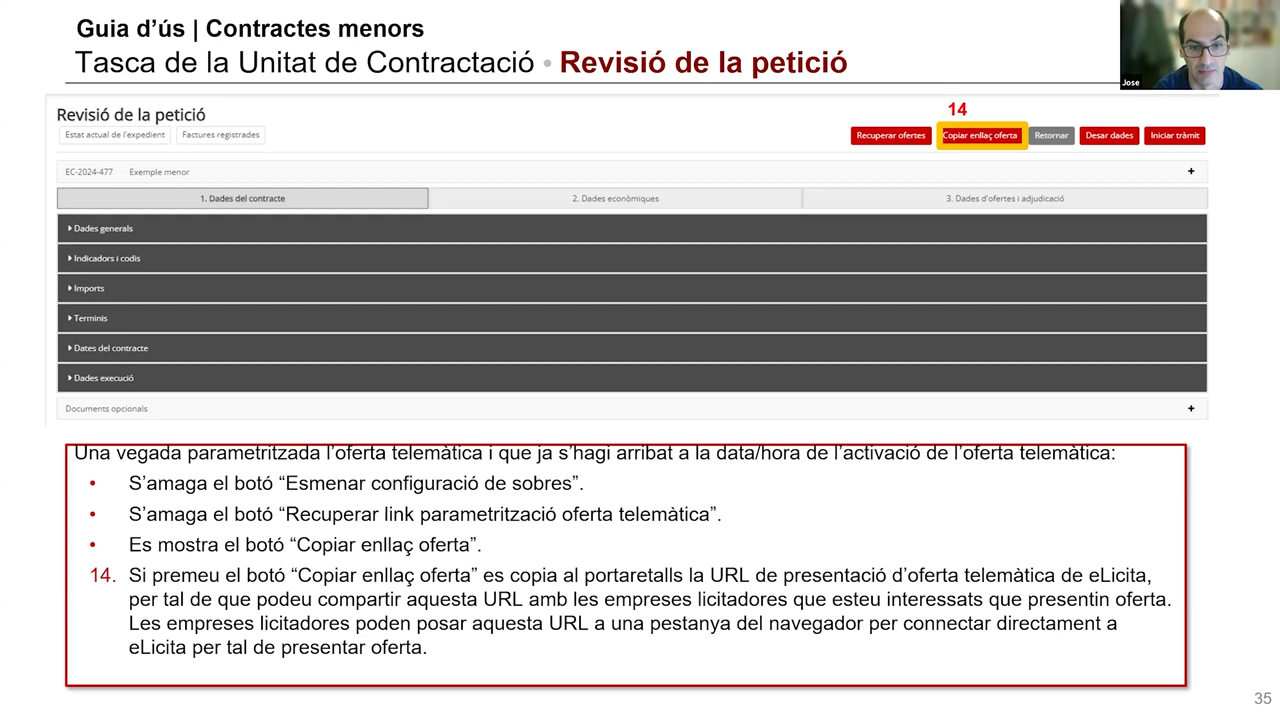 Guia d’ús | Contractes menors
Tasca de la Unitat de Contractació • Revisió de la petició
Jose
Revisió de la petició
14
Estat actual de l'expedient Factures registrades
Recuperar ofertes Copiar enllaç oferta Retornar Desar dades Iniciar tràmit
EC-2024-477 Exemple menor +
1. Dades del contracte 2. Dades econòmiques 3. Dades d'ofertes i adjudicació
Dades generals
Indicadors i codis
Imports
Terminis
Dates del contracte
Dades execució
Documents opcionals +
Una vegada parametritzada l’oferta telemàtica i que ja s’hagi arribat a la data/hora de l’activació de l’oferta telemàtica:
• S’amaga el botó “Esmenar configuració de sobres”.
• S’amaga el botó “Recuperar link parametrització oferta telemàtica”.
• Es mostra el botó “Copiar enllaç oferta”.
14. Si premeu el botó “Copiar enllaç oferta” es copia al portaretalls la URL de presentació d’oferta telemàtica de eLicita,
per tal de que podeu compartir aquesta URL amb les empreses licitadores que esteu interessats que presentin oferta.
Les empreses licitadores poden posar aquesta URL a una pestanya del navegador per connectar directament a
eLicita per tal de presentar oferta.
35